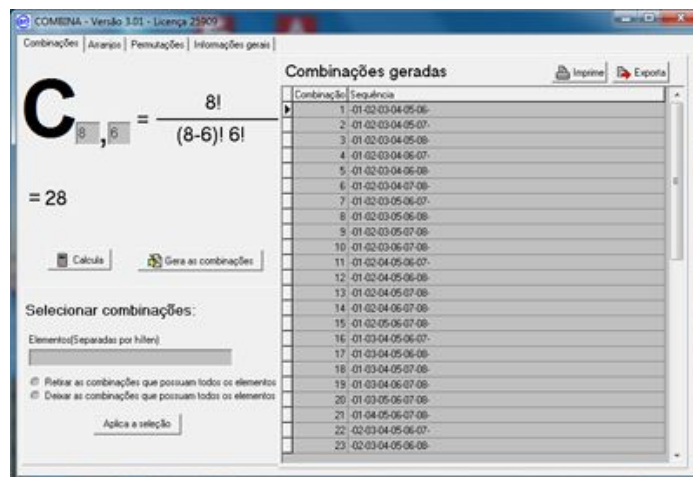 COMBINA - Versão 3.01 - Licença 25909
Combinações Arranjos Permutações Informações gerais
C 8 , 6 = 8! (8-6)! 6!
= 28
Calcula Gera as combinações
Selecionar combinações:
Elementos(Separadas por hífen)
Retirar as combinações que possuam todos os elementos
Deixar as combinações que possuam todos os elementos
Aplica a seleção
Combinações geradas Imprime Exporta
Combinação Sequência
1 -01-02-03-04-05-06-
2 -01-02-03-04-05-07-
3 -01-02-03-04-05-08-
4 -01-02-03-04-06-07-
5 -01-02-03-04-06-08-
6 -01-02-03-04-07-08-
7 -01-02-03-05-06-07-
8 -01-02-03-05-06-08-
9 -01-02-03-05-07-08-
10 -01-02-03-06-07-08-
11 -01-02-04-05-06-07-
12 -01-02-04-05-06-08-
13 -01-02-04-05-07-08-
14 -01-02-04-06-07-08-
15 -01-02-05-06-07-08-
16 -01-03-04-05-06-07-
17 -01-03-04-05-06-08-
18 -01-03-04-05-07-08-
19 -01-03-04-06-07-08-
20 -01-03-05-06-07-08-
21 -01-04-05-06-07-08-
22 -02-03-04-05-06-07-
23 -02-03-04-05-06-08-